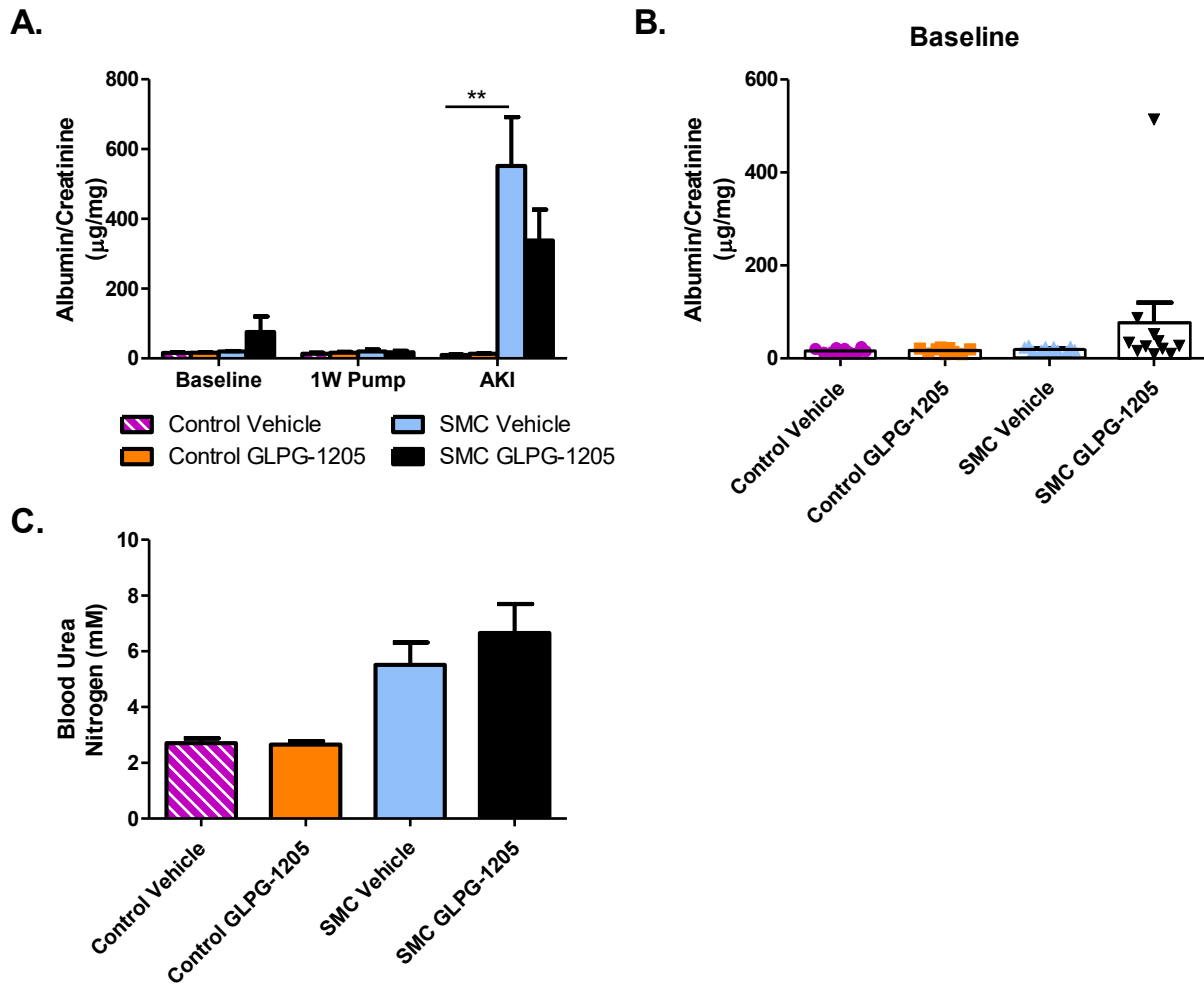 A.
800
600
400
200
0
Albumin/Creatinine
(μg/mg)
**
Baseline
1W Pump
AKI
Control Vehicle
SMC Vehicle
Control GLPG-1205
SMC GLPG-1205
B.
Baseline
600
400
200
0
Albumin/Creatinine
(μg/mg)
Control Vehicle
Control GLPG-1205
SMC Vehicle
SMC GLPG-1205
C.
10
8
6
4
2
0
Blood Urea
Nitrogen (mM)
Control Vehicle
Control GLPG-1205
SMC Vehicle
SMC GLPG-1205